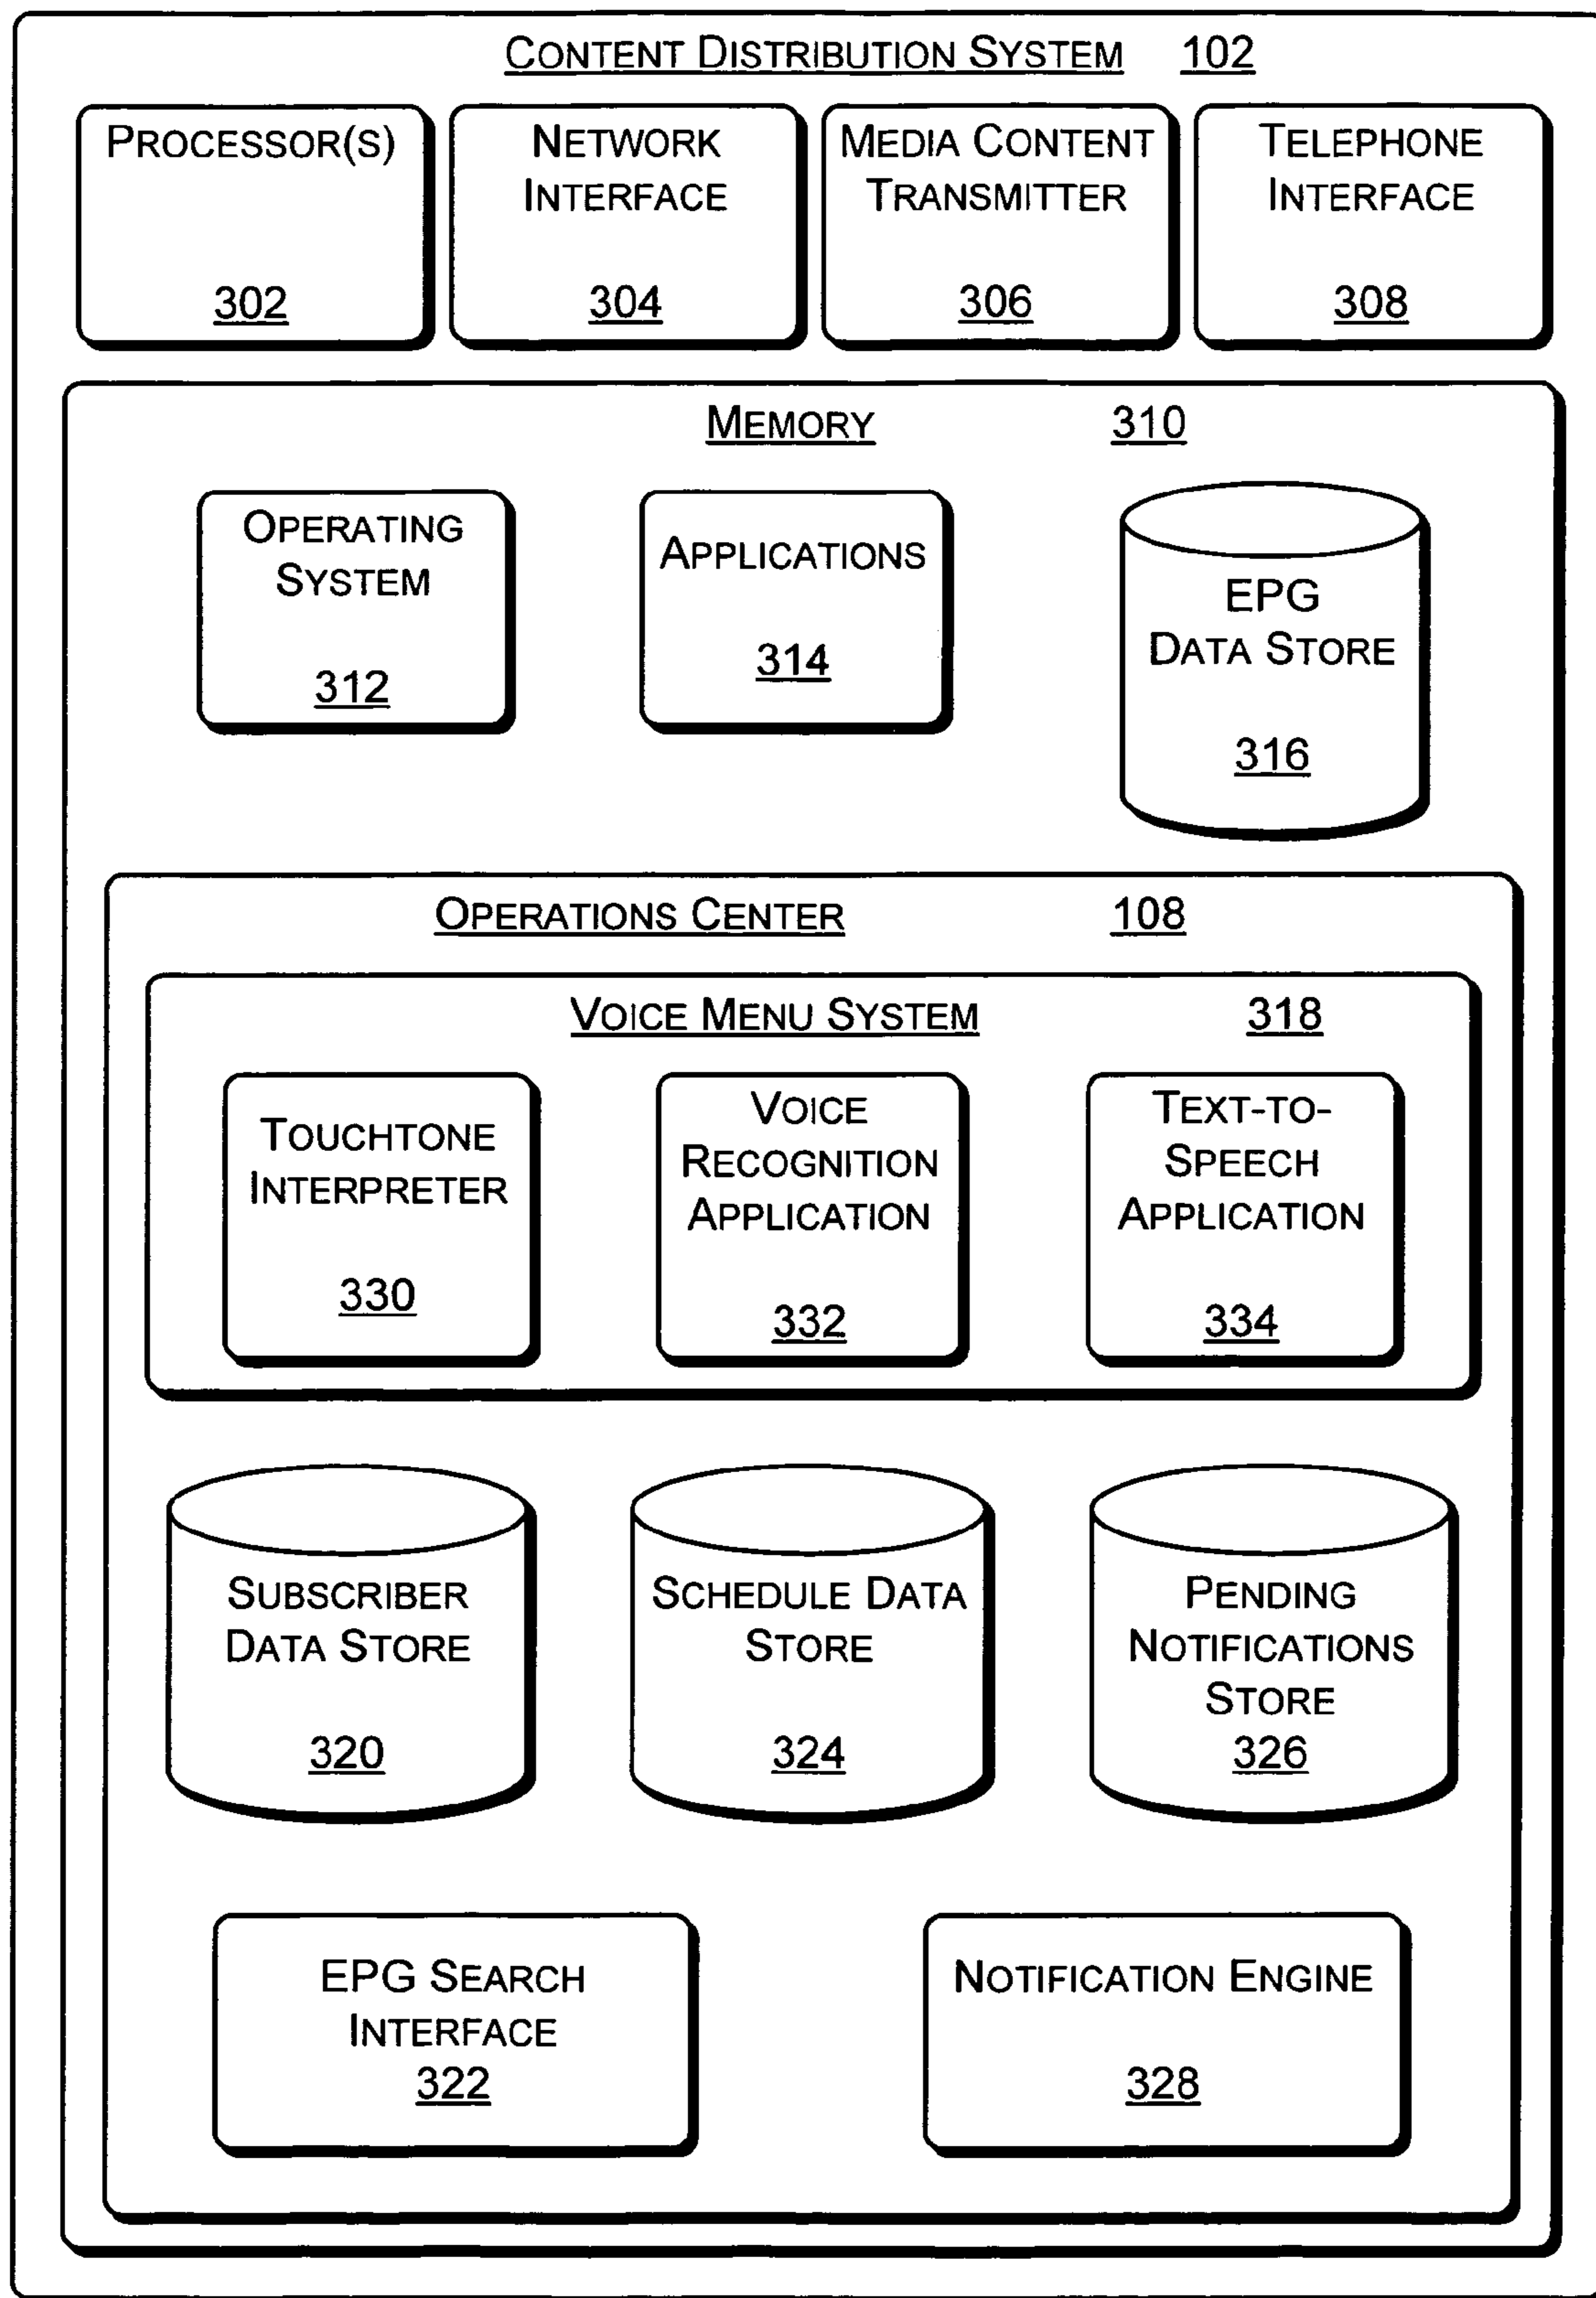 CONTENT DISTRIBUTION SYSTEM 102
PROCESSOR(S)
302
NETWORK
INTERFACE
304
MEDIA CONTENT
TRANSMITTER
306
TELEPHONE
INTERFACE
308
MEMORY 310
OPERATING
SYSTEM
312
APPLICATIONS
314
EPG
DATA STORE
316
OPERATIONS CENTER 108
VOICE MENU SYSTEM 318
TOUCHTONE
INTERPRETER
330
VOICE
RECOGNITION
APPLICATION
332
TEXT-TO-
SPEECH
APPLICATION
334
SUBSCRIBER
DATA STORE
320
SCHEDULE DATA
STORE
324
PENDING
NOTIFICATIONS
STORE
326
EPG SEARCH
INTERFACE
322
NOTIFICATION ENGINE
328